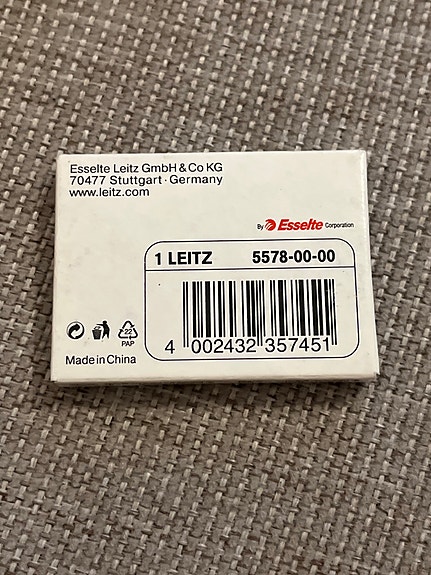 Esselte Leitz GmbH & Co KG
70477 Stuttgart · Germany
www.leitz.com
By Esselte Corporation
1 LEITZ 5578-00-00
4 002432 357451
22
PAP
Made in China